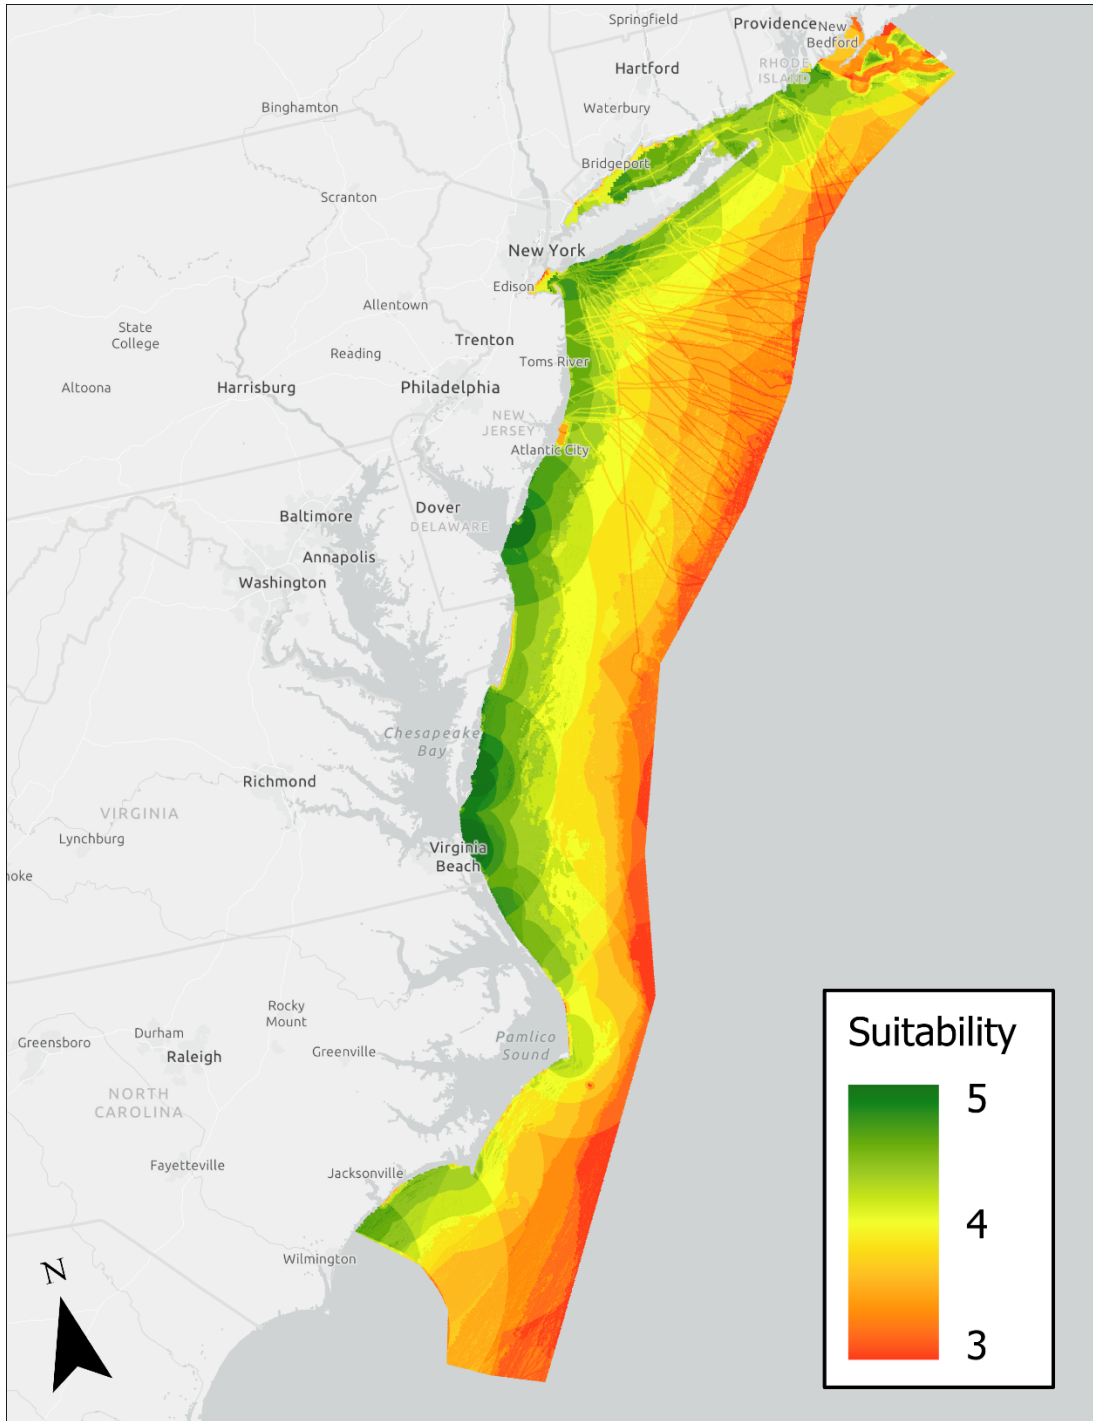 Springfield
Providence
New
Bedford
Hartford
RHODE
ISLAND
Binghamton
Waterbury
Bridgeport
Scranton
New York
Edison
Allentown
State
College
Trenton
Reading
Toms River
Altoona
Harrisburg
Philadelphia
NEW
JERSEY
Atlantic City
Dover
Baltimore
DELAWARE
Annapolis
Washington
Chesapeake
Bay
Richmond
VIRGINIA
Lynchburg
Virginia
Beach
noke
Rocky
Mount
Durham
Greensboro
Raleigh
Greenville
Pamlico
Sound
NORTH
CAROLINA
Fayetteville
Jacksonville
Wilmington
N
Suitability
5
4
3